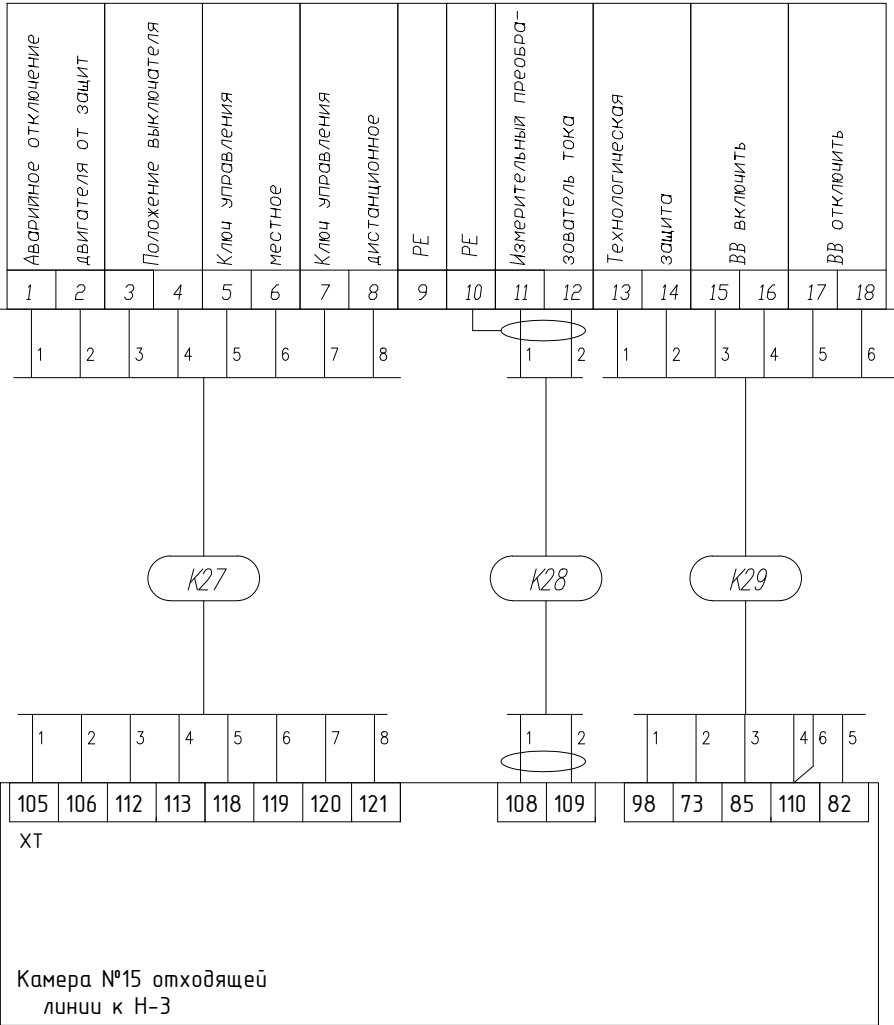 Аварийное отключение
двигателя от защит
Положение выключателя
Ключ управления
местное
Ключ управления
дистанционное
PE
PE
Измерительный преобра-
зователь тока
Технологическая
защита
ВВ включить
ВВ отключить
1 2 3 4 5 6 7 8 9 10 11 12 13 14 15 16 17 18
1 2 3 4 5 6 7 8 1 2 1 2 3 4 5 6
К27 К28 К29
1 2 3 4 5 6 7 8 1 2 1 2 3 4 6 5
105 106 112 113 118 119 120 121 108 109 98 73 85 110 82
XT
Камера №15 отходящей
линии к Н-3